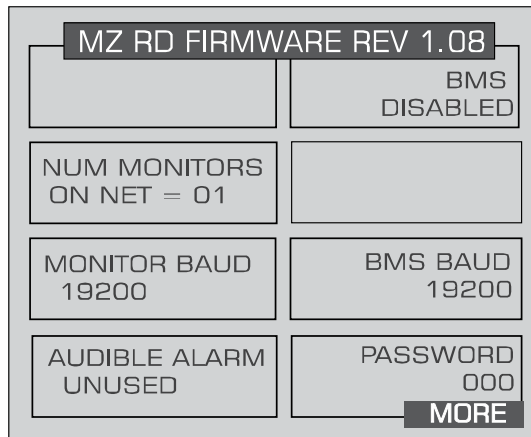 MZ RD FIRMWARE REV 1.08
BMS
DISABLED
NUM MONITORS
ON NET = 01
MONITOR BAUD
19200
BMS BAUD
19200
AUDIBLE ALARM
UNUSED
PASSWORD
000
MORE